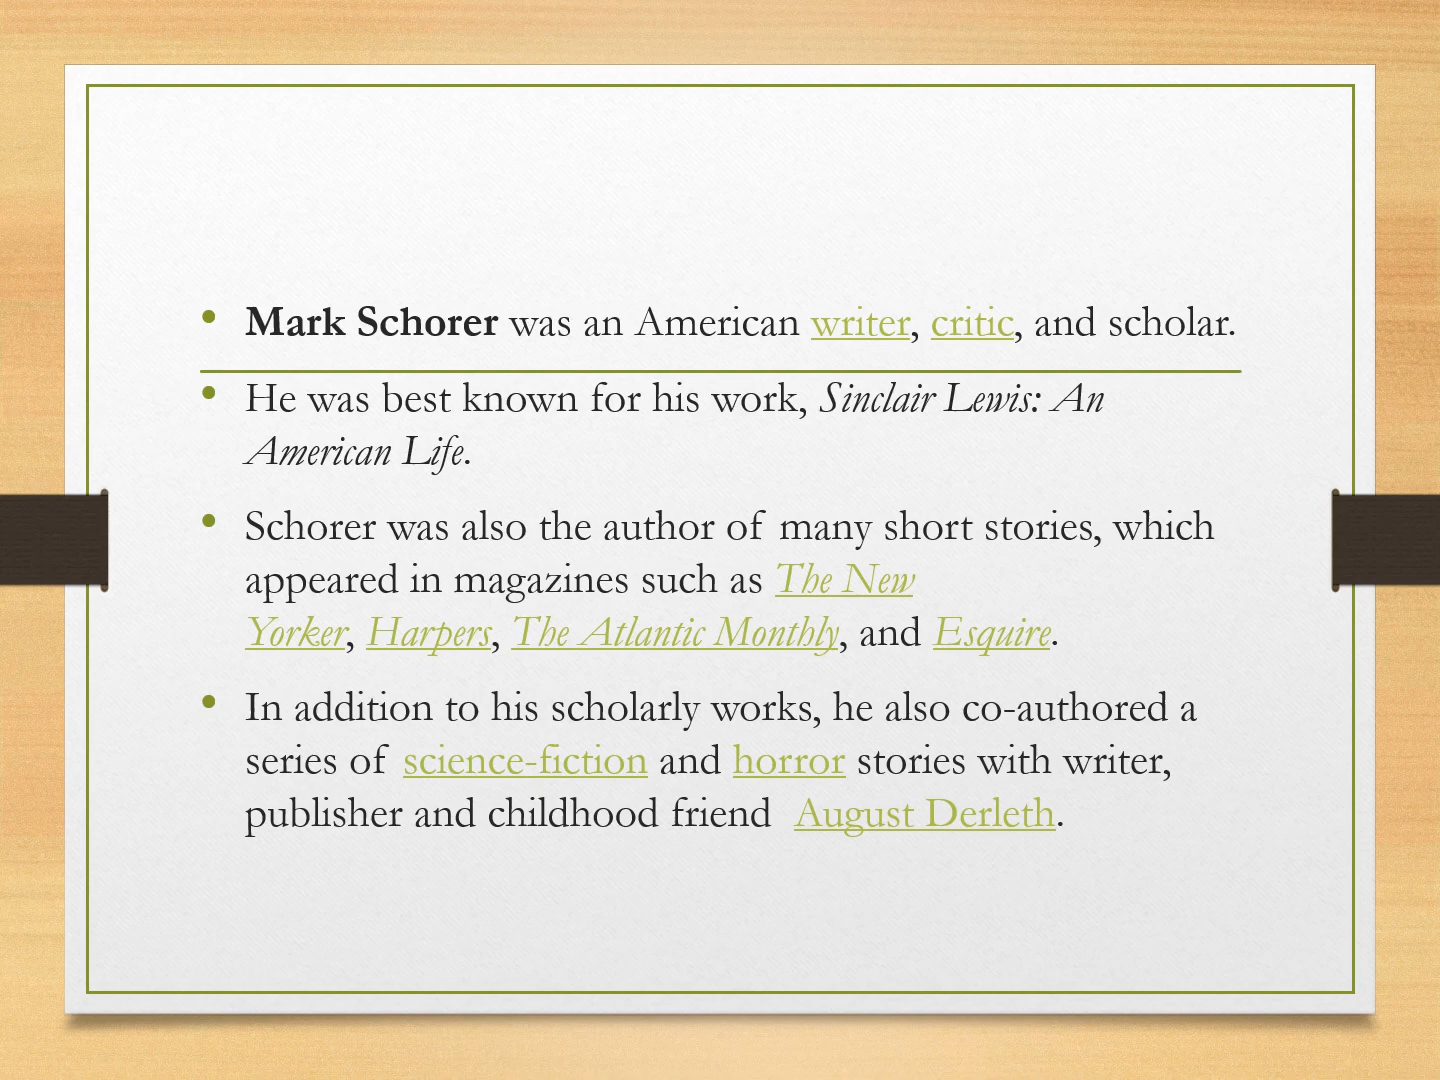 • Mark Schorer was an American writer, critic, and scholar.
• He was best known for his work, Sinclair Lewis: An
American Life.
• Schorer was also the author of many short stories, which
appeared in magazines such as The New
Yorker, Harpers, The Atlantic Monthly, and Esquire.
• In addition to his scholarly works, he also co-authored a
series of science-fiction and horror stories with writer,
publisher and childhood friend August Derleth.